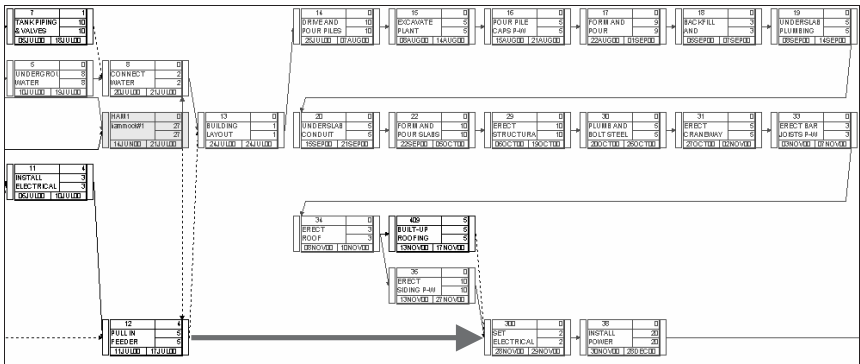 7 1
TANK PIPING 10
& VALVES 10
05JUL00 18JUL00
14 0
DRIVE AND 10
POUR PILES 10
25JUL00 07AUG00
15 0
EXCAVATE 5
PLANT 5
08AUG00 14AUG00
16 0
POUR PILE 5
CAPS P-W 5
15AUG00 21AUG00
17 0
FORM AND 9
POUR 9
22AUG00 01SEP00
18 0
BACKFILL 3
AND 3
05SEP00 07SEP00
19 0
UNDERSLAB 5
PLUMBING 5
08SEP00 14SEP00
6 0
UNDERGROU 8
WATER 8
10JUL00 19JUL00
8 0
CONNECT 2
WATER 2
20JUL00 21JUL00
HAM1 0
hammock#1 27
27
14JUN00 21JUL00
13 0
BUILDING 1
LAYOUT 1
24JUL00 24JUL00
20 0
UNDERSLAB 5
CONDUIT 5
15SEP00 21SEP00
22 0
FORM AND 10
POUR SLABS 10
22SEP00 05OCT00
29 0
ERECT 10
STRUCTURA 10
06OCT00 19OCT00
30 0
PLUMB AND 5
BOLT STEEL 5
20OCT00 26OCT00
31 0
ERECT 5
CRANEWAY 5
27OCT00 02NOV00
33 0
ERECT BAR 3
JOISTS P-W 3
03NOV00 07NOV00
11 4
INSTALL 3
ELECTRICAL 3
06JUL00 10JUL00
34 0
ERECT 3
ROOF 3
08NOV00 10NOV00
409 5
BUILT-UP 5
ROOFING 5
13NOV00 17NOV00
35 0
ERECT 10
SIDING P-W 10
13NOV00 27NOV00
12 4
PULL IN 5
FEEDER 5
11JUL00 17JUL00
300 0
SET 2
ELECTRICAL 2
28NOV00 29NOV00
38 0
INSTALL 20
POWER 20
30NOV00 28DEC00